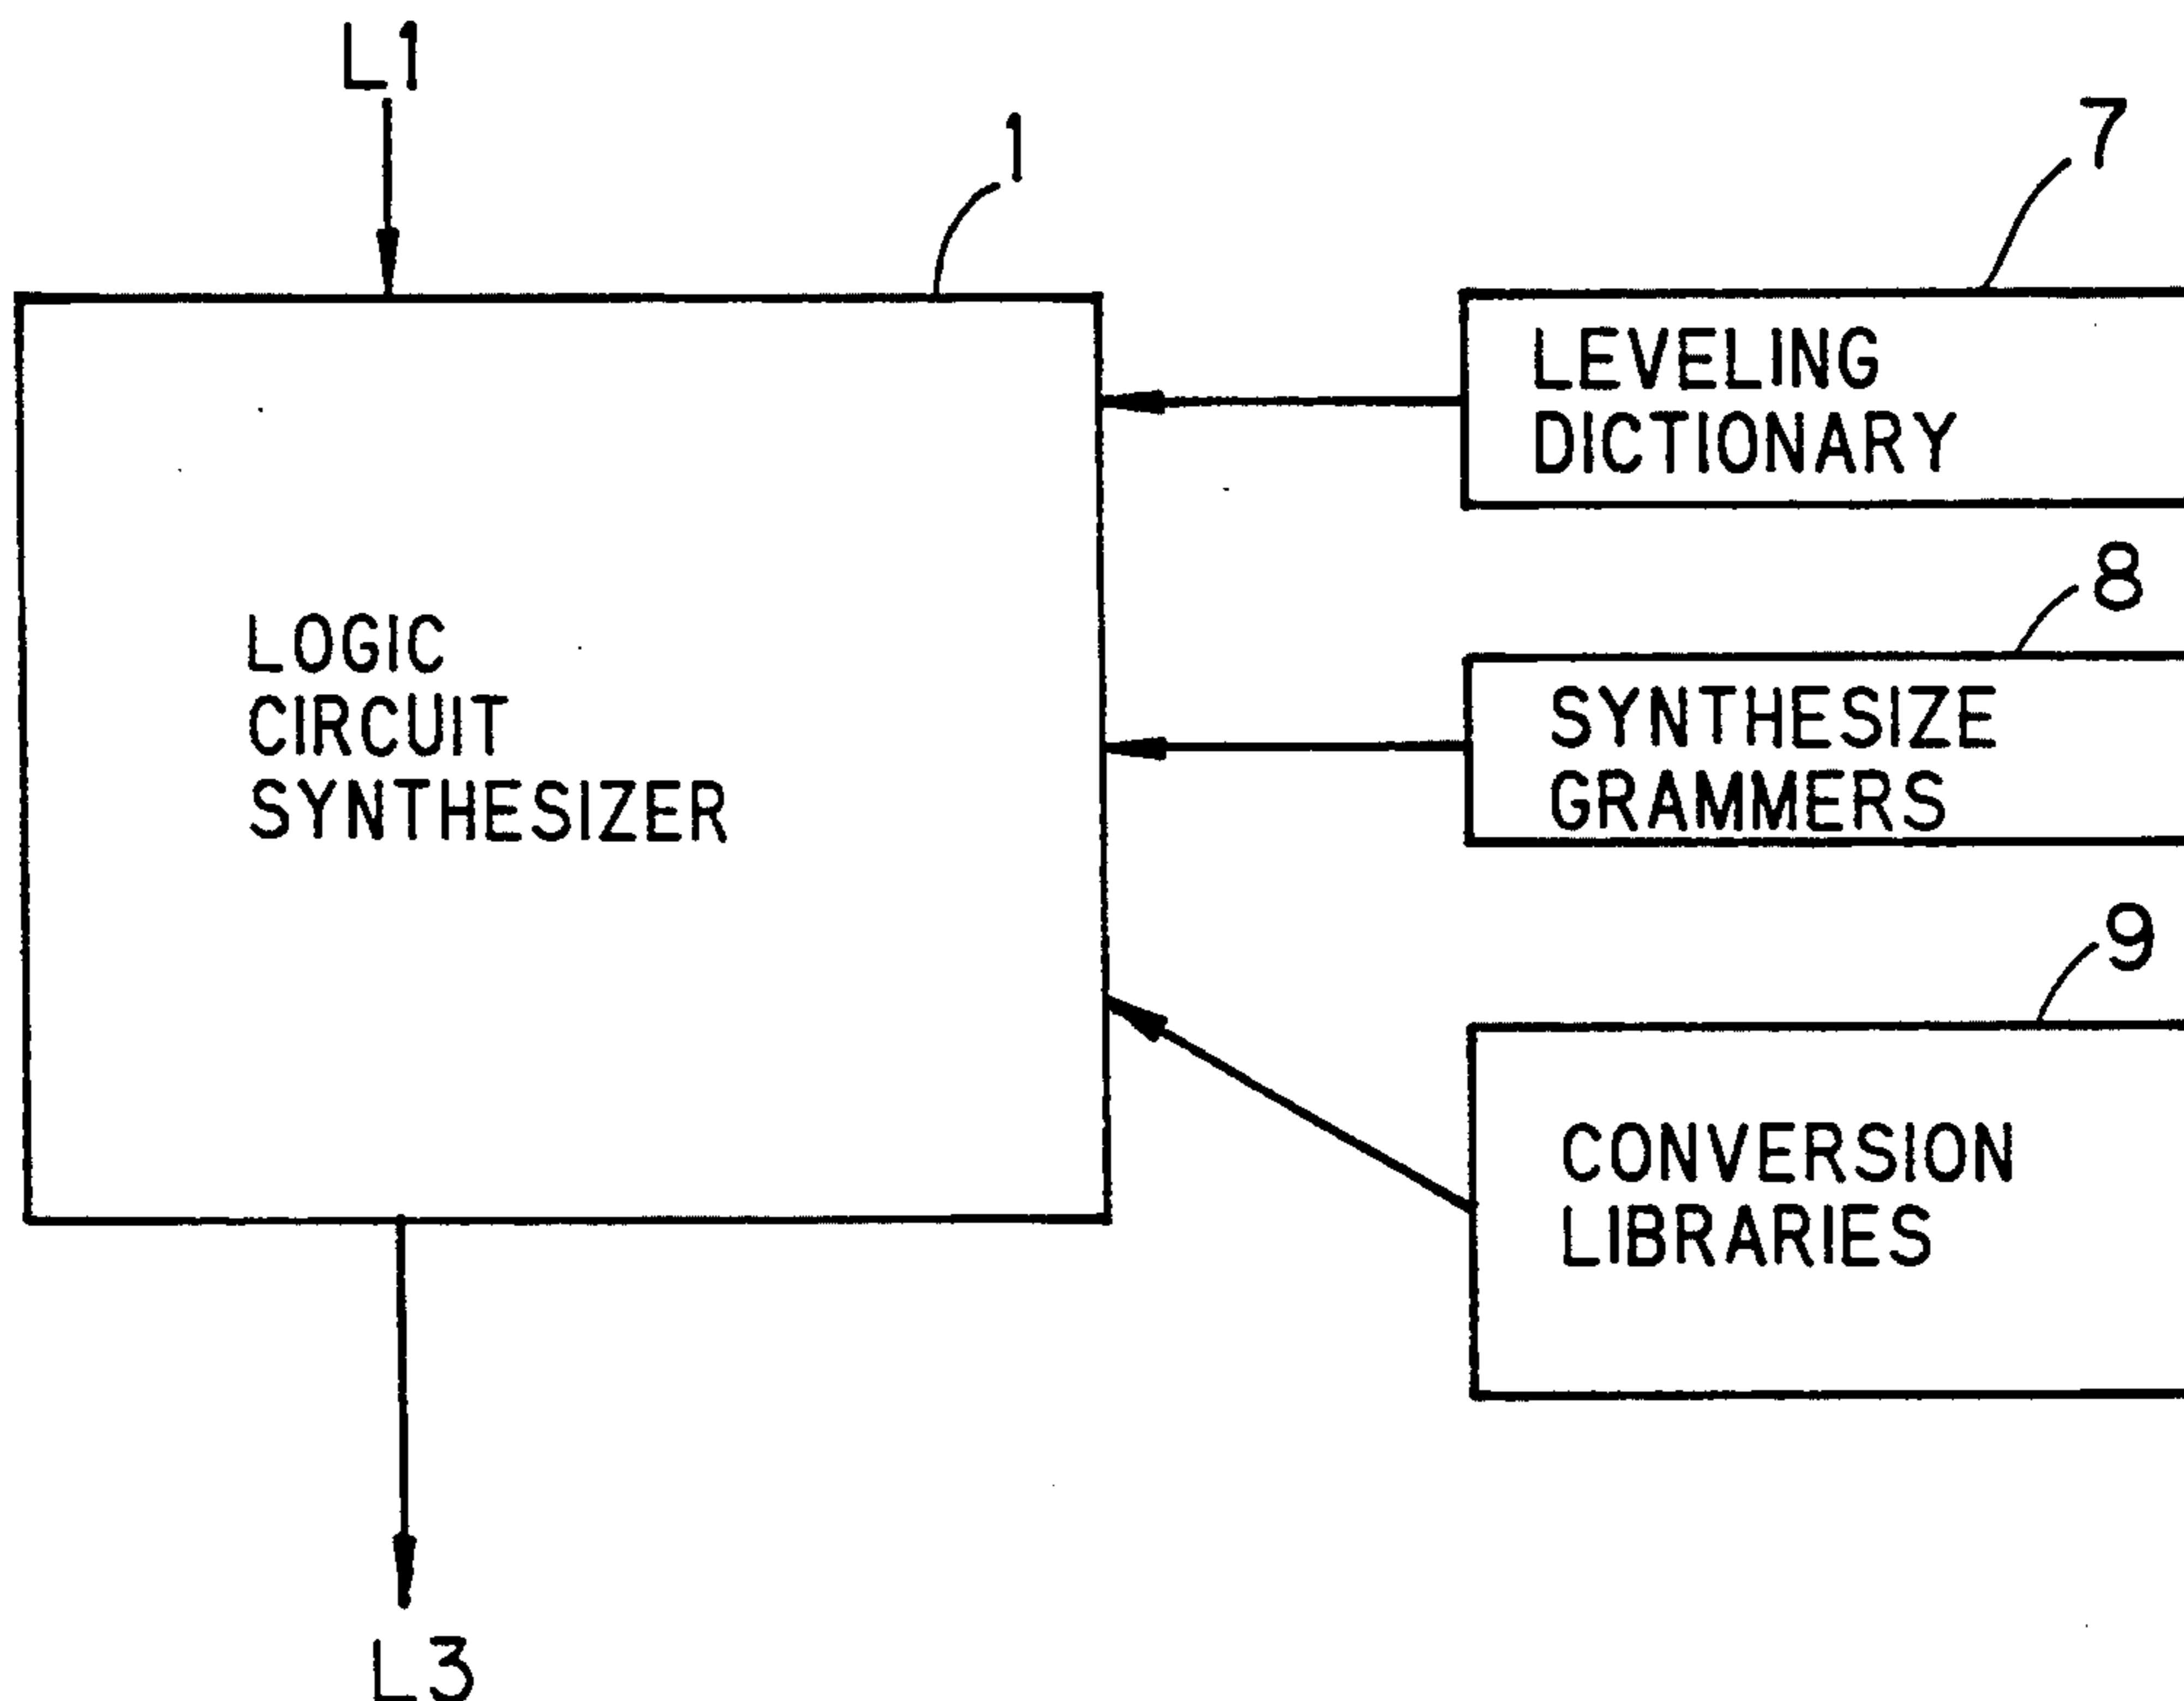 L1
1
7
LEVELING
DICTIONARY
8
LOGIC
CIRCUIT
SYNTHESIZER
SYNTHESIZE
GRAMMERS
9
CONVERSION
LIBRARIES
L3